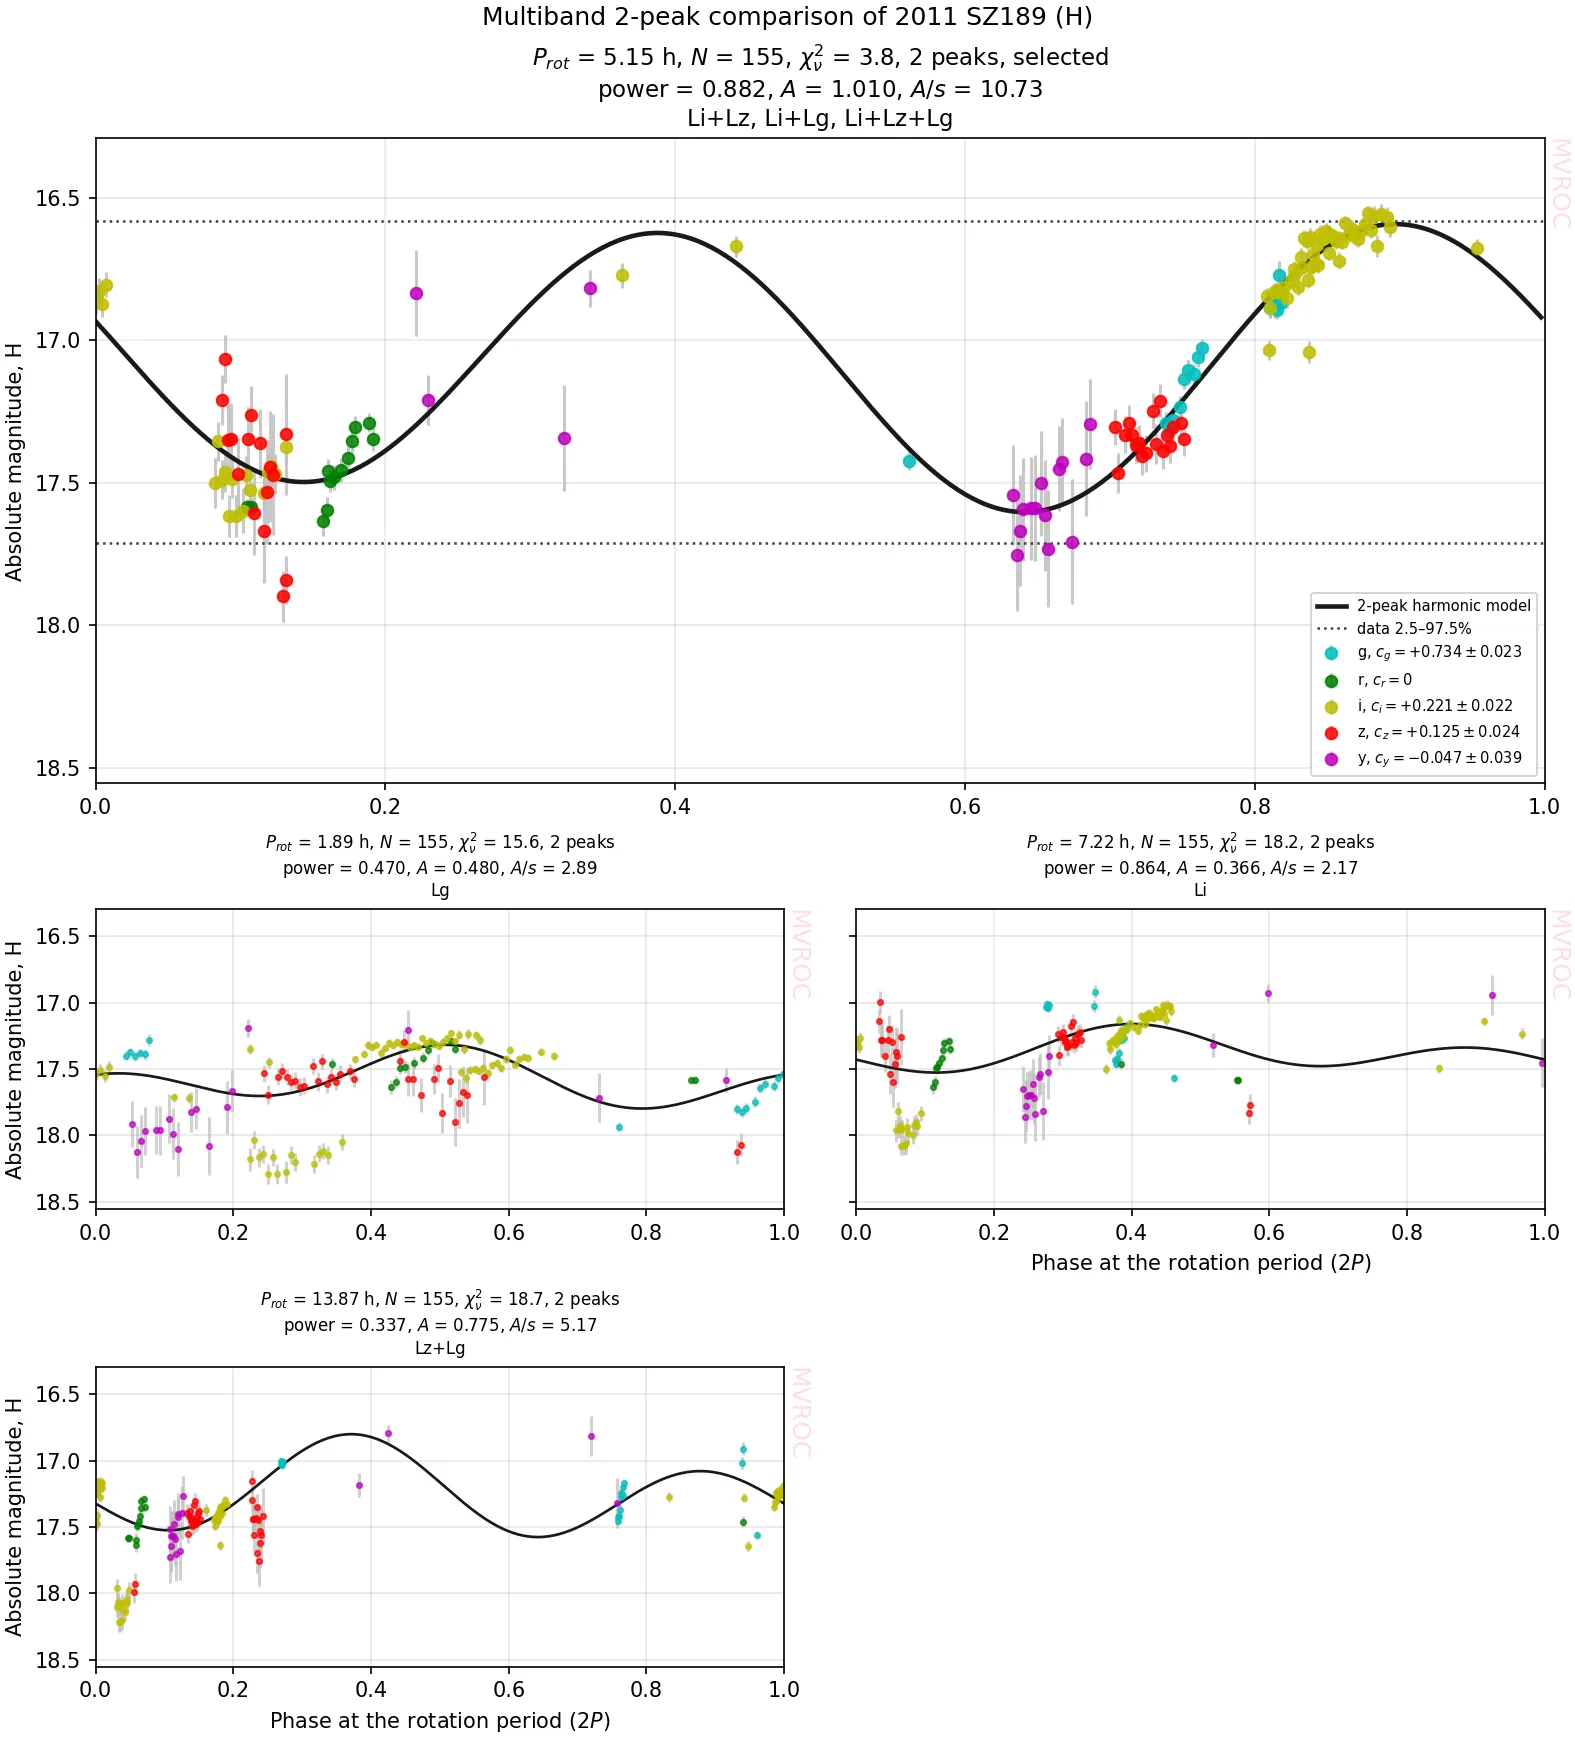 Multiband 2-peak comparison of 2011 SZ189 (H)
P_rot = 5.15 h, N = 155, χ²_ν = 3.8, 2 peaks, selected
power = 0.882, A = 1.010, A/s = 10.73
Li+Lz, Li+Lg, Li+Lz+Lg
Absolute magnitude, H
16.5
17.0
17.5
18.0
18.5
0.0 0.2 0.4 0.6 0.8 1.0
2-peak harmonic model
data 2.5–97.5%
g, c_g = +0.734 ± 0.023
r, c_r = 0
i, c_i = +0.221 ± 0.022
z, c_z = +0.125 ± 0.024
y, c_y = −0.047 ± 0.039
MVROC
P_rot = 1.89 h, N = 155, χ²_ν = 15.6, 2 peaks
power = 0.470, A = 0.480, A/s = 2.89
Lg
Absolute magnitude, H
16.5
17.0
17.5
18.0
18.5
0.0 0.2 0.4 0.6 0.8 1.0
MVROC
P_rot = 7.22 h, N = 155, χ²_ν = 18.2, 2 peaks
power = 0.864, A = 0.366, A/s = 2.17
Li
0.0 0.2 0.4 0.6 0.8 1.0
Phase at the rotation period (2P)
MVROC
P_rot = 13.87 h, N = 155, χ²_ν = 18.7, 2 peaks
power = 0.337, A = 0.775, A/s = 5.17
Lz+Lg
Absolute magnitude, H
16.5
17.0
17.5
18.0
18.5
0.0 0.2 0.4 0.6 0.8 1.0
Phase at the rotation period (2P)
MVROC